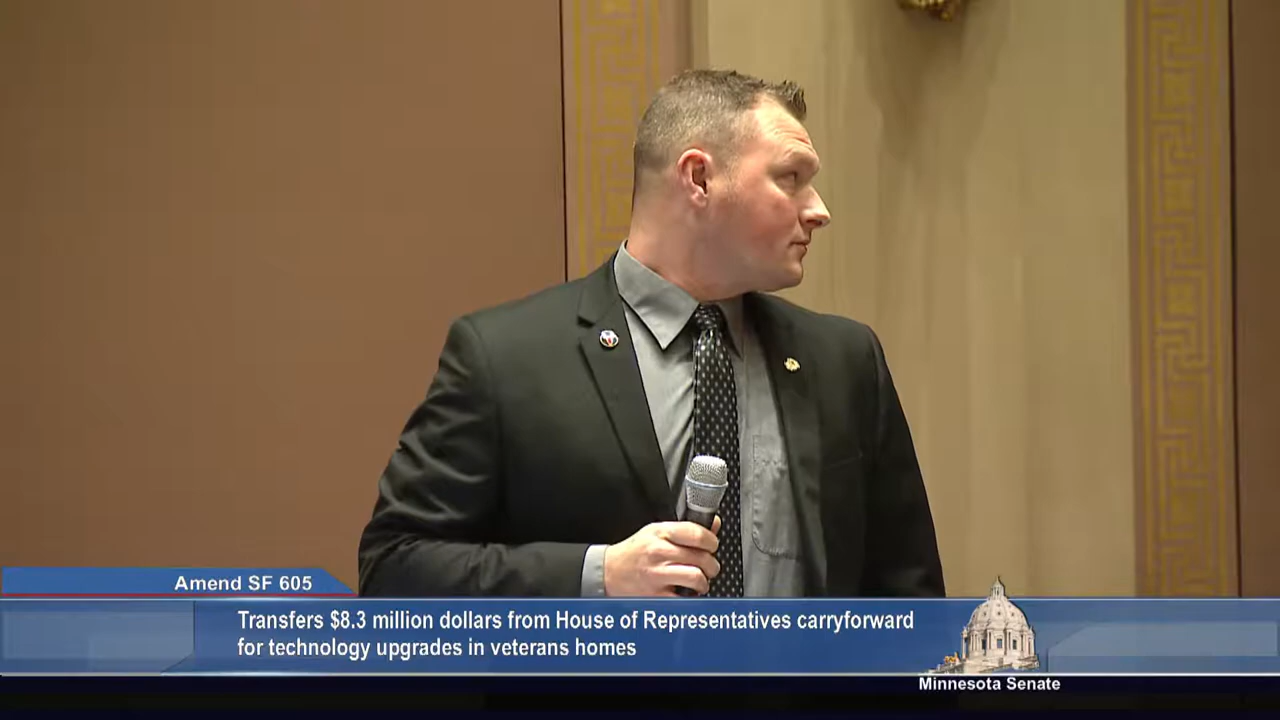 Amend SF 605
Transfers $8.3 million dollars from House of Representatives carryforward
for technology upgrades in veterans homes
Minnesota Senate